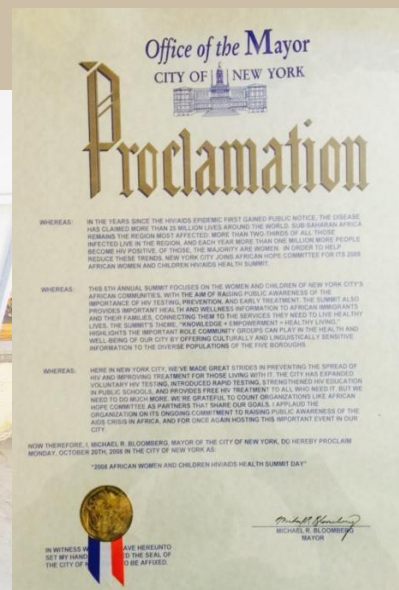 Office of the Mayor
CITY OF NEW YORK
Proclamation
WHEREAS: IN THE YEARS SINCE THE HIV/AIDS EPIDEMIC FIRST GAINED PUBLIC NOTICE, THE DISEASE
HAS CLAIMED MORE THAN 25 MILLION LIVES AROUND THE WORLD. SUB-SAHARAN AFRICA
REMAINS THE REGION MOST AFFECTED. MORE THAN TWO-THIRDS OF ALL THOSE
INFECTED LIVE IN THE REGION, AND EACH YEAR MORE THAN ONE MILLION MORE PEOPLE
BECOME HIV POSITIVE. OF THOSE, THE MAJORITY ARE WOMEN. IN ORDER TO HELP
REDUCE THESE TRENDS, NEW YORK CITY JOINS AFRICAN HOPE COMMITTEE FOR ITS 2008
AFRICAN WOMEN AND CHILDREN HIV/AIDS HEALTH SUMMIT.
WHEREAS: THIS 5TH ANNUAL SUMMIT FOCUSES ON THE WOMEN AND CHILDREN OF NEW YORK CITY'S
AFRICAN COMMUNITIES, WITH THE AIM OF RAISING PUBLIC AWARENESS OF THE
IMPORTANCE OF HIV TESTING, PREVENTION, AND EARLY TREATMENT. THE SUMMIT ALSO
PROVIDES IMPORTANT HEALTH AND WELLNESS INFORMATION TO AFRICAN IMMIGRANTS
AND THEIR FAMILIES, CONNECTING THEM TO THE SERVICES THEY NEED TO LIVE HEALTHY
LIVES. THE SUMMIT'S THEME, "KNOWLEDGE + EMPOWERMENT = HEALTHY LIVING,"
HIGHLIGHTS THE IMPORTANT ROLE COMMUNITY GROUPS CAN PLAY IN THE HEALTH AND
WELL-BEING OF OUR CITY BY OFFERING CULTURALLY AND LINGUISTICALLY SENSITIVE
INFORMATION TO THE DIVERSE POPULATIONS OF THE FIVE BOROUGHS.
WHEREAS: HERE IN NEW YORK CITY, WE'VE MADE GREAT STRIDES IN PREVENTING THE SPREAD OF
HIV AND IMPROVING TREATMENT FOR THOSE LIVING WITH IT. THE CITY HAS EXPANDED
VOLUNTARY HIV TESTING, INTRODUCED RAPID TESTING, STRENGTHENED HIV EDUCATION
IN PUBLIC SCHOOLS, AND PROVIDES FREE HIV TREATMENT TO ALL WHO NEED IT, BUT WE
NEED TO DO MUCH MORE. WE ARE GRATEFUL TO COUNT ORGANIZATIONS LIKE AFRICAN
HOPE COMMITTEE AS PARTNERS THAT SHARE OUR GOALS. I APPLAUD THE
ORGANIZATION ON ITS ONGOING COMMITMENT TO RAISING PUBLIC AWARENESS OF THE
AIDS CRISIS IN AFRICA, AND FOR ONCE AGAIN HOSTING THIS IMPORTANT EVENT IN OUR
CITY.
NOW THEREFORE, I, MICHAEL R. BLOOMBERG, MAYOR OF THE CITY OF NEW YORK, DO HEREBY PROCLAIM
MONDAY, OCTOBER 20TH, 2008 IN THE CITY OF NEW YORK AS:
"2008 AFRICAN WOMEN AND CHILDREN HIV/AIDS HEALTH SUMMIT DAY"
MICHAEL R. BLOOMBERG
MAYOR
IN WITNESS W AVE HEREUNTO
SET MY HAND ED THE SEAL OF
THE CITY OF TO BE AFFIXED.